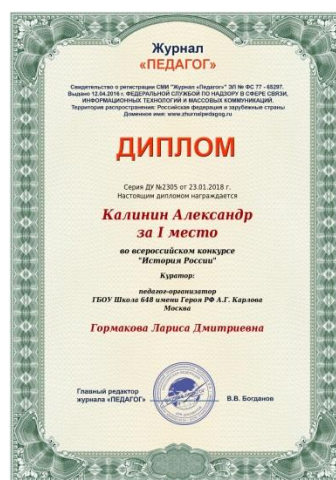 Журнал
«ПЕДАГОГ»
Свидетельство о регистрации СМИ "Журнал «Педагог»" ЭЛ № ФС 77 - 65297.
Выдано 12.04.2016 г. ФЕДЕРАЛЬНОЙ СЛУЖБОЙ ПО НАДЗОРУ В СФЕРЕ СВЯЗИ,
ИНФОРМАЦИОННЫХ ТЕХНОЛОГИЙ И МАССОВЫХ КОММУНИКАЦИЙ.
Территория распространения: Российская федерация и зарубежные страны
Доменное имя: www.zhurnalpedagog.ru
ДИПЛОМ
Серия ДУ №2305 от 23.01.2018 г.
Настоящим дипломом награждается
Калинин Александр
за I место
во всероссийском конкурсе
"История России"
Куратор:
педагог-организатор
ГБОУ Школа 648 имени Героя РФ А.Г. Карлова
Москва
Гормакова Лариса Дмитриевна
Главный редактор
журнала «ПЕДАГОГ»
В.В. Богданов